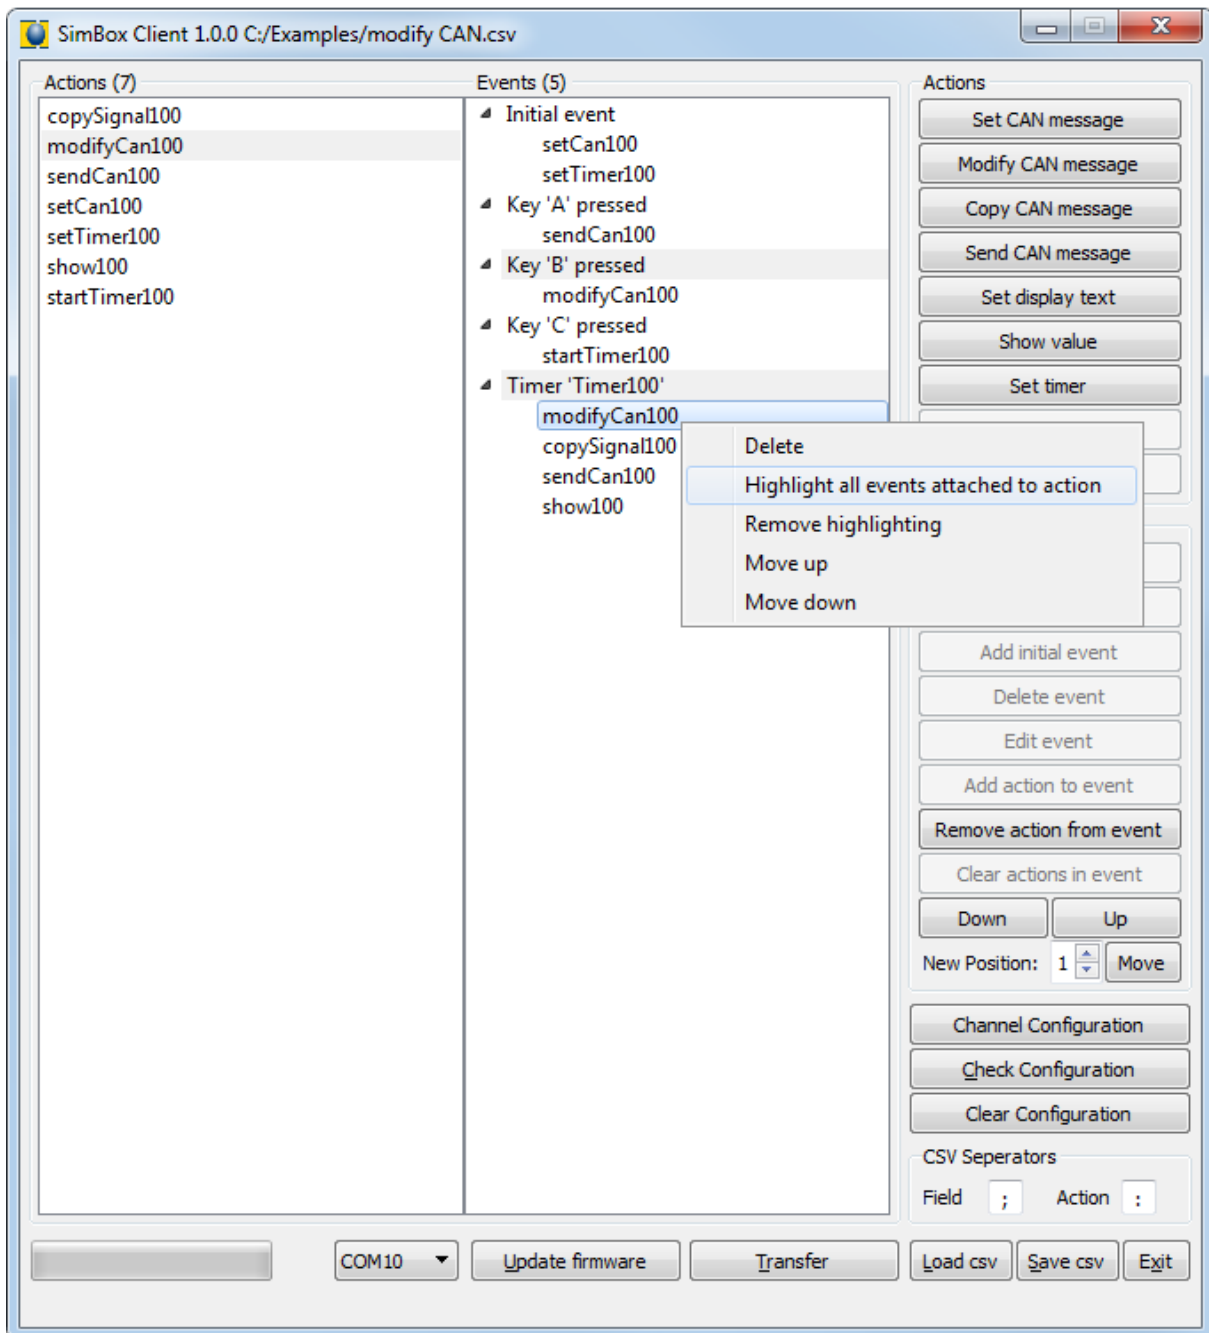 SimBox Client 1.0.0 C:/Examples/modify CAN.csv
Actions (7)
copySignal100
modifyCan100
sendCan100
setCan100
setTimer100
show100
startTimer100
Events (5)
Initial event
setCan100
setTimer100
Key 'A' pressed
sendCan100
Key 'B' pressed
modifyCan100
Key 'C' pressed
startTimer100
Timer 'Timer100'
modifyCan100
copySignal100
sendCan100
show100
Delete
Highlight all events attached to action
Remove highlighting
Move up
Move down
Actions
Set CAN message
Modify CAN message
Copy CAN message
Send CAN message
Set display text
Show value
Set timer
Add initial event
Delete event
Edit event
Add action to event
Remove action from event
Clear actions in event
Down Up
New Position: 1 Move
Channel Configuration
Check Configuration
Clear Configuration
CSV Seperators
Field ; Action :
COM10 Update firmware Transfer Load csv Save csv Exit